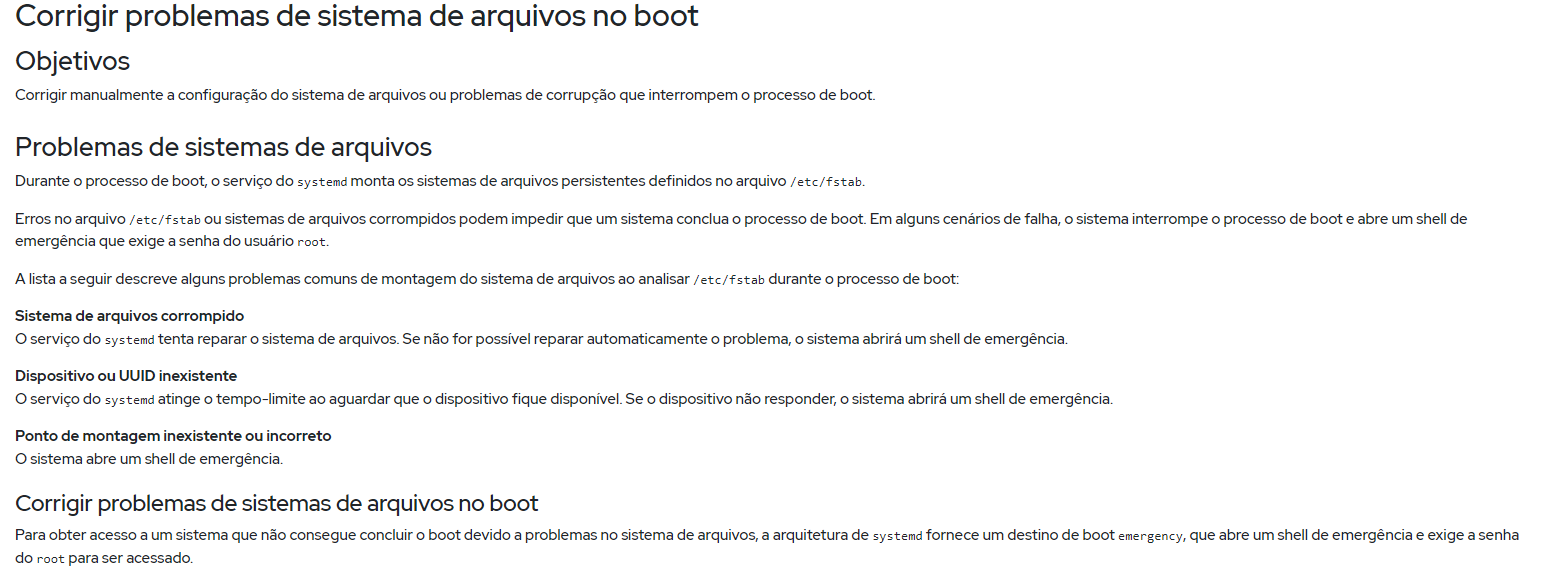 Corrigir problemas de sistema de arquivos no boot
Objetivos
Corrigir manualmente a configuração do sistema de arquivos ou problemas de corrupção que interrompem o processo de boot.
Problemas de sistemas de arquivos
Durante o processo de boot, o serviço do systemd monta os sistemas de arquivos persistentes definidos no arquivo /etc/fstab.
Erros no arquivo /etc/fstab ou sistemas de arquivos corrompidos podem impedir que um sistema conclua o processo de boot. Em alguns cenários de falha, o sistema interrompe o processo de boot e abre um shell de
emergência que exige a senha do usuário root.
A lista a seguir descreve alguns problemas comuns de montagem do sistema de arquivos ao analisar /etc/fstab durante o processo de boot:
Sistema de arquivos corrompido
O serviço do systemd tenta reparar o sistema de arquivos. Se não for possível reparar automaticamente o problema, o sistema abrirá um shell de emergência.
Dispositivo ou UUID inexistente
O serviço do systemd atinge o tempo-limite ao aguardar que o dispositivo fique disponível. Se o dispositivo não responder, o sistema abrirá um shell de emergência.
Ponto de montagem inexistente ou incorreto
O sistema abre um shell de emergência.
Corrigir problemas de sistemas de arquivos no boot
Para obter acesso a um sistema que não consegue concluir o boot devido a problemas no sistema de arquivos, a arquitetura de systemd fornece um destino de boot emergency, que abre um shell de emergência e exige a senha
do root para ser acessado.